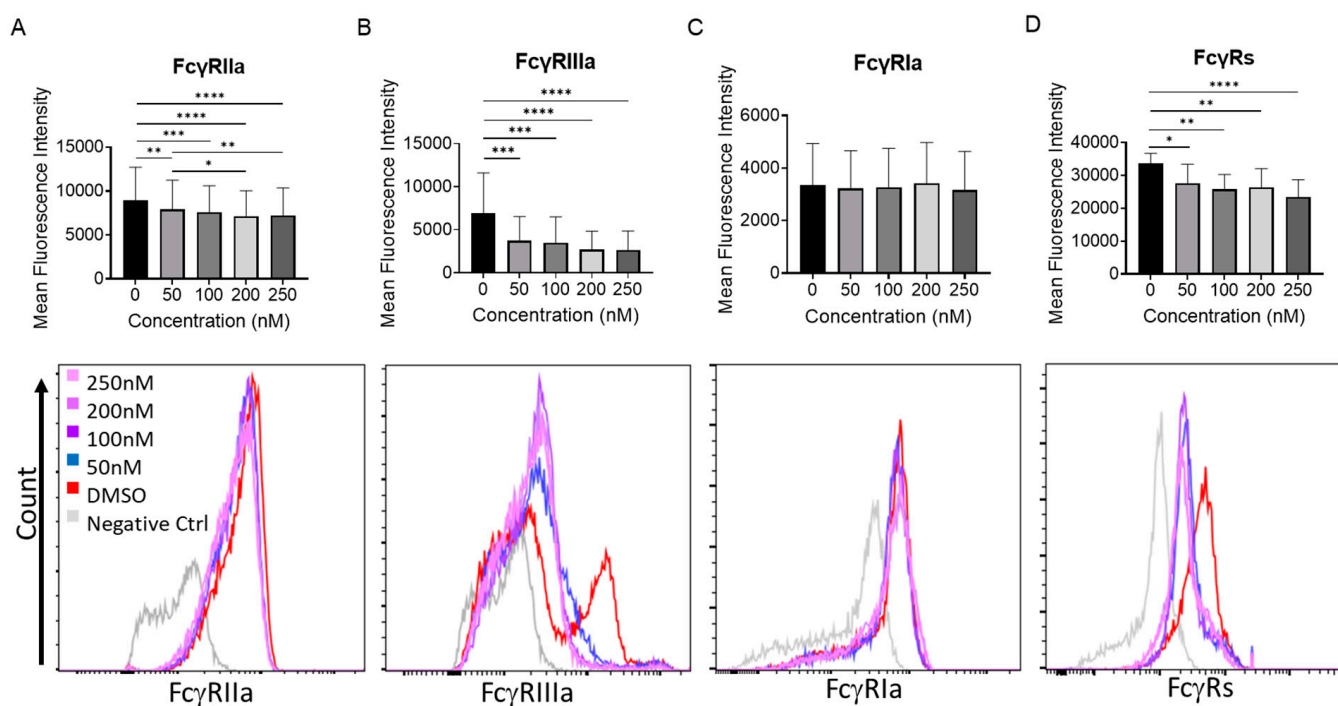 A
FcγRIIa
Mean Fluorescence Intensity
****
****
***
**
**
*
15000
10000
5000
0
0 50 100 200 250
Concentration (nM)
B
FcγRIIIa
Mean Fluorescence Intensity
****
****
***
***
15000
10000
5000
0
0 50 100 200 250
Concentration (nM)
C
FcγRIa
Mean Fluorescence Intensity
6000
4000
2000
0
0 50 100 200 250
Concentration (nM)
D
FcγRs
Mean Fluorescence Intensity
****
**
**
*
40000
30000
20000
10000
0
0 50 100 200 250
Concentration (nM)
Count
250nM
200nM
100nM
50nM
DMSO
Negative Ctrl
FcγRIIa
FcγRIIIa
FcγRIa
FcγRs